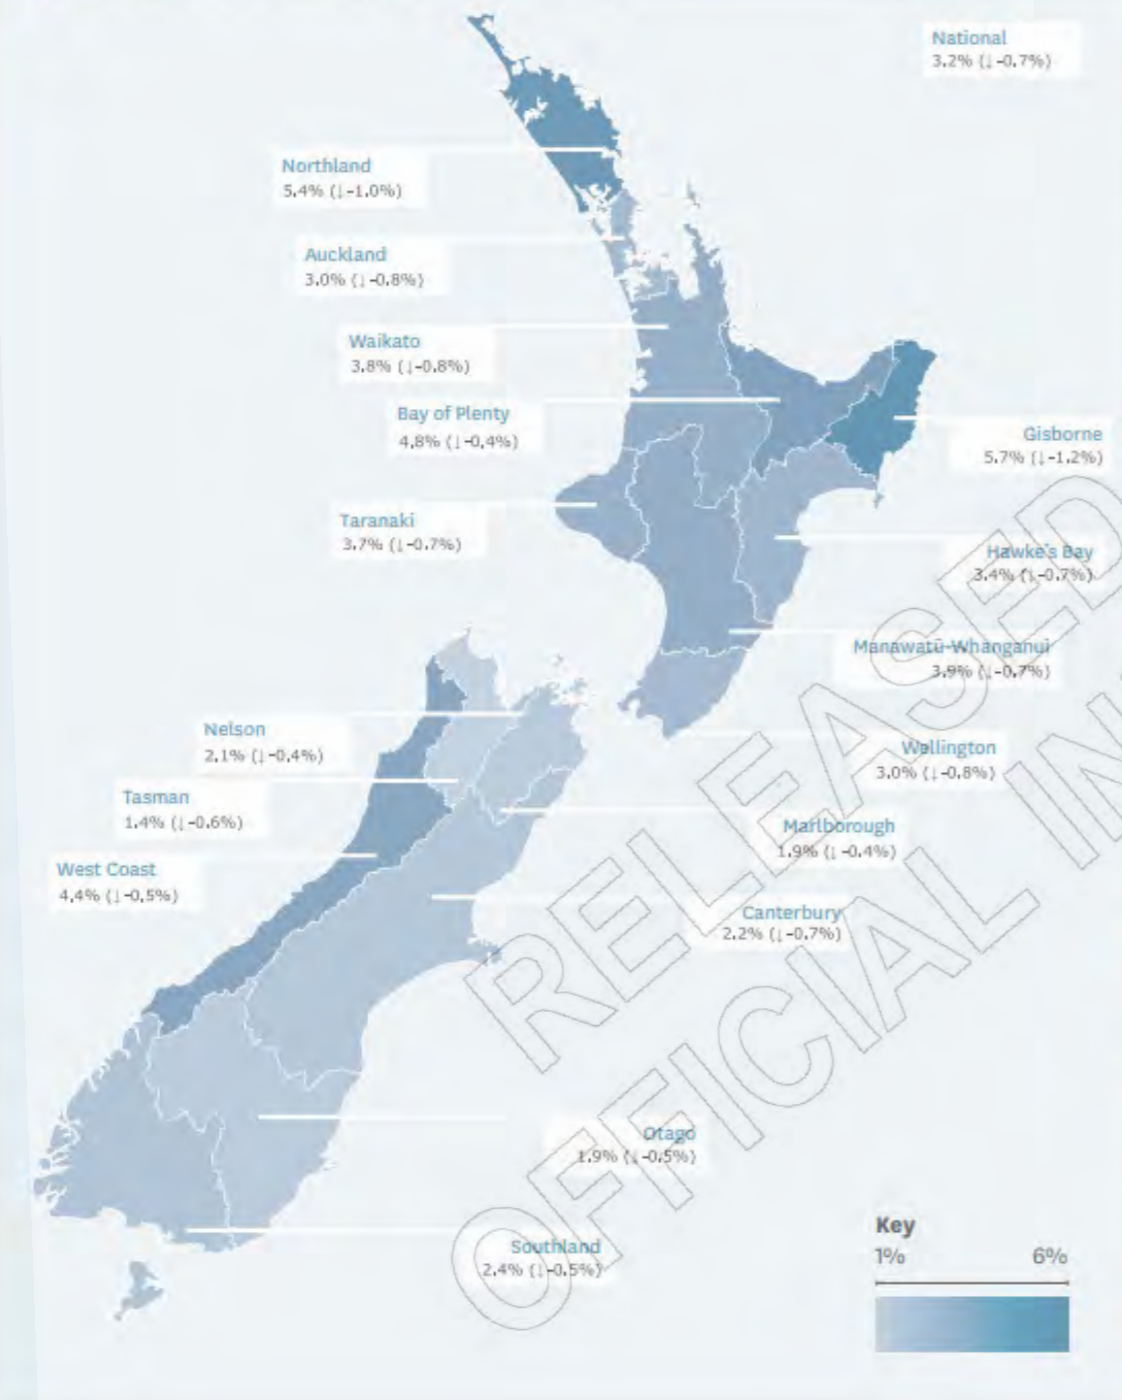 National
3.2% (↓-0.7%)
Northland
5.4% (↓-1.0%)
Auckland
3.0% (↓-0.8%)
Waikato
3.8% (↓-0.8%)
Bay of Plenty
4.8% (↓-0.4%)
Gisborne
5.7% (↓-1.2%)
Taranaki
3.7% (↓-0.7%)
Hawke's Bay
3.4% (↓-0.7%)
Manawatū-Whanganui
3.9% (↓-0.7%)
Nelson
2.1% (↓-0.4%)
Wellington
3.0% (↓-0.8%)
Tasman
1.4% (↓-0.6%)
Marlborough
1.9% (↓-0.4%)
West Coast
4.4% (↓-0.5%)
Canterbury
2.2% (↓-0.7%)
Otago
1.9% (↓-0.5%)
Southland
2.4% (↓-0.5%)
Key
1% 6%
RELEASED
OFFICIAL IN